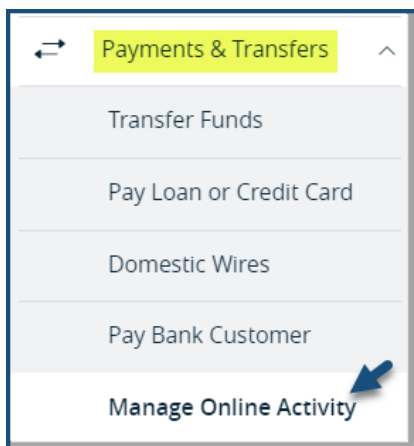 Payments & Transfers
Transfer Funds
Pay Loan or Credit Card
Domestic Wires
Pay Bank Customer
Manage Online Activity